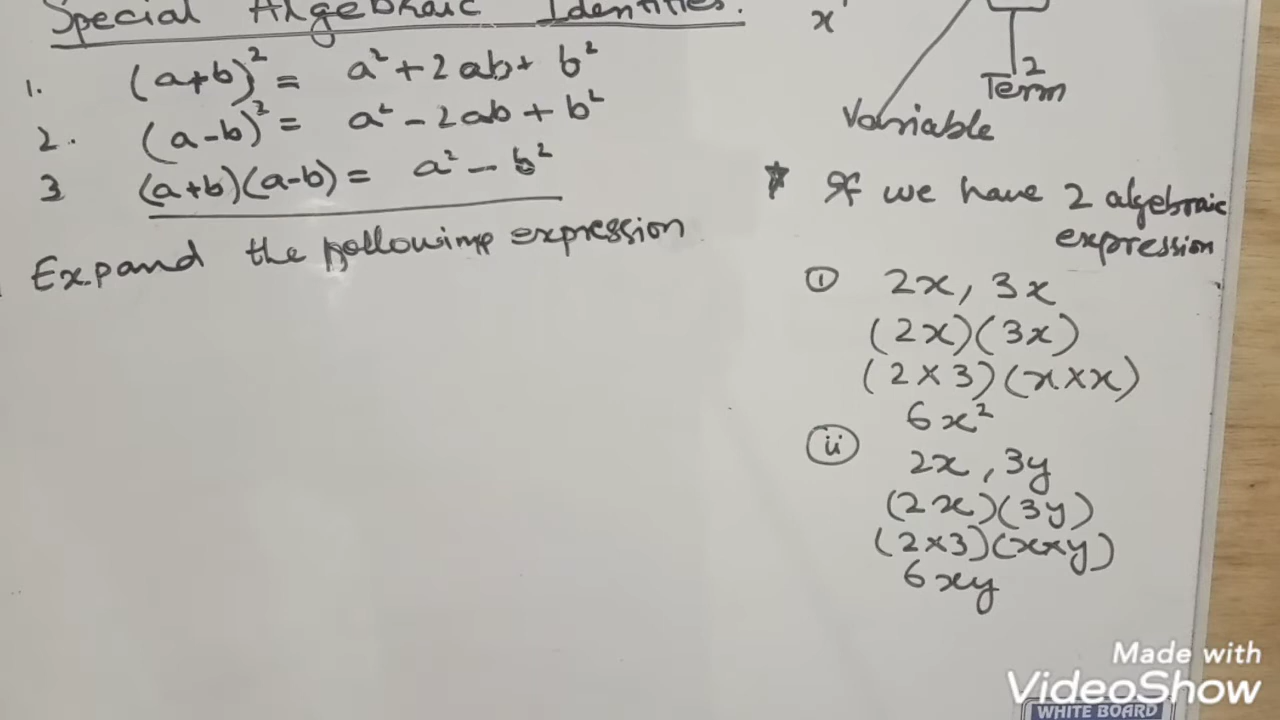 Special Algebraic Identities.
1. (a+b)² = a² + 2ab + b²
2. (a-b)² = a² - 2ab + b²
3 (a+b)(a-b) = a² - b²
Expand the following expression
x
2
Term
Variable
* If we have 2 algebraic
expression
(i) 2x, 3x
(2x)(3x)
(2×3)(x×x)
6x²
(ii) 2x, 3y
(2x)(3y)
(2×3)(x×y)
6xy
Made with
VideoShow
WHITE BOARD